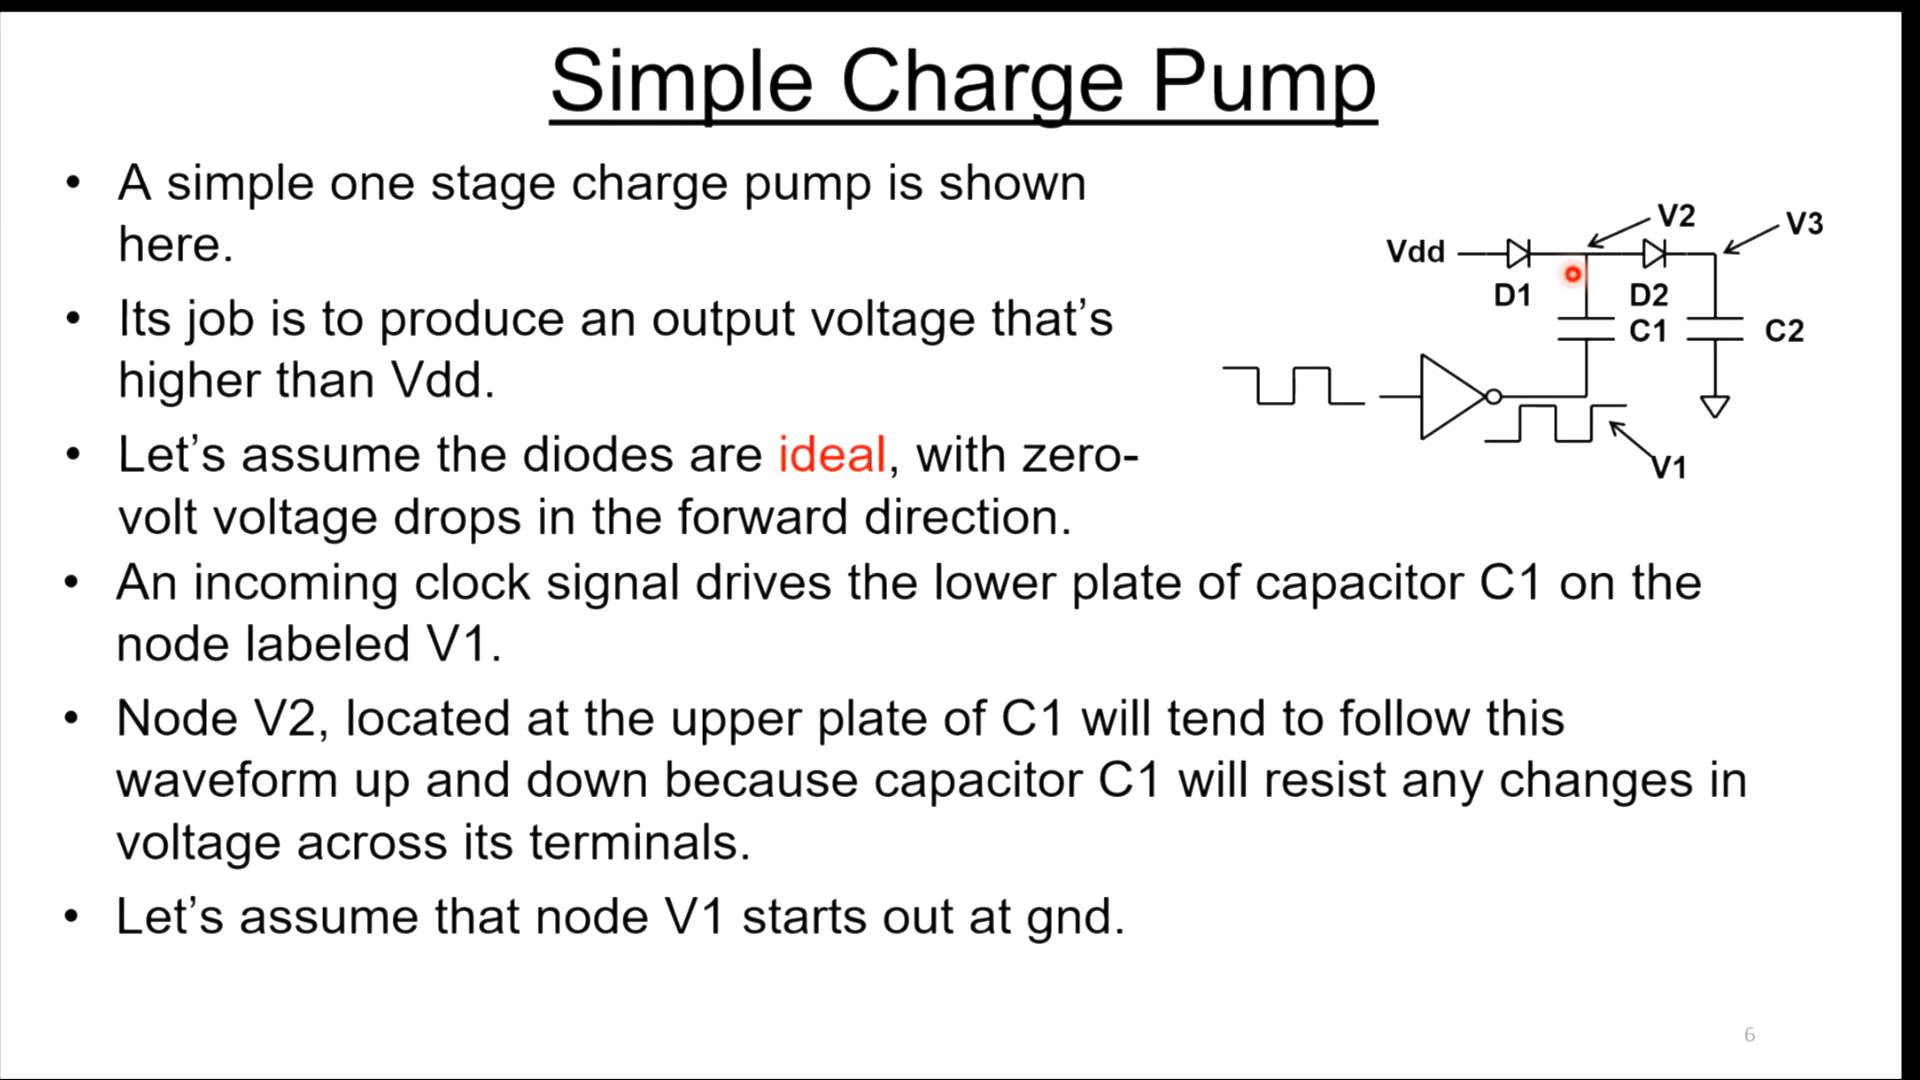 Simple Charge Pump
• A simple one stage charge pump is shown
here.
• Its job is to produce an output voltage that’s
higher than Vdd.
• Let’s assume the diodes are ideal, with zero-
volt voltage drops in the forward direction.
• An incoming clock signal drives the lower plate of capacitor C1 on the
node labeled V1.
• Node V2, located at the upper plate of C1 will tend to follow this
waveform up and down because capacitor C1 will resist any changes in
voltage across its terminals.
• Let’s assume that node V1 starts out at gnd.
V2
V3
Vdd
D1
D2
C1
C2
V1
6